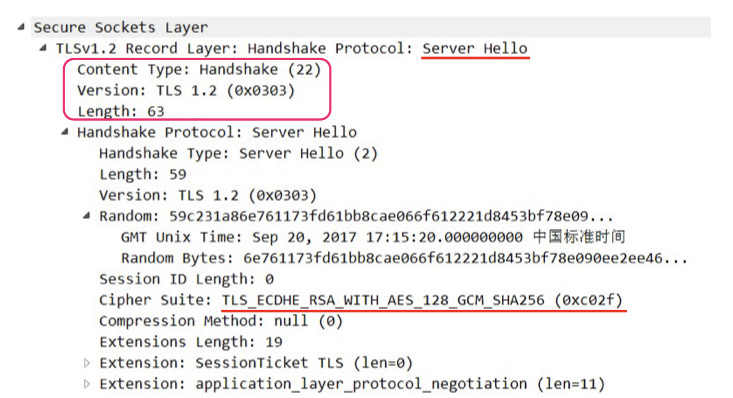 Secure Sockets Layer
TLSv1.2 Record Layer: Handshake Protocol: Server Hello
Content Type: Handshake (22)
Version: TLS 1.2 (0x0303)
Length: 63
Handshake Protocol: Server Hello
Handshake Type: Server Hello (2)
Length: 59
Version: TLS 1.2 (0x0303)
Random: 59c231a86e761173fd61bb8cae066f612221d8453bf78e09...
GMT Unix Time: Sep 20, 2017 17:15:20.000000000 中国标准时间
Random Bytes: 6e761173fd61bb8cae066f612221d8453bf78e090ee2ee46...
Session ID Length: 0
Cipher Suite: TLS_ECDHE_RSA_WITH_AES_128_GCM_SHA256 (0xc02f)
Compression Method: null (0)
Extensions Length: 19
Extension: SessionTicket TLS (len=0)
Extension: application_layer_protocol_negotiation (len=11)